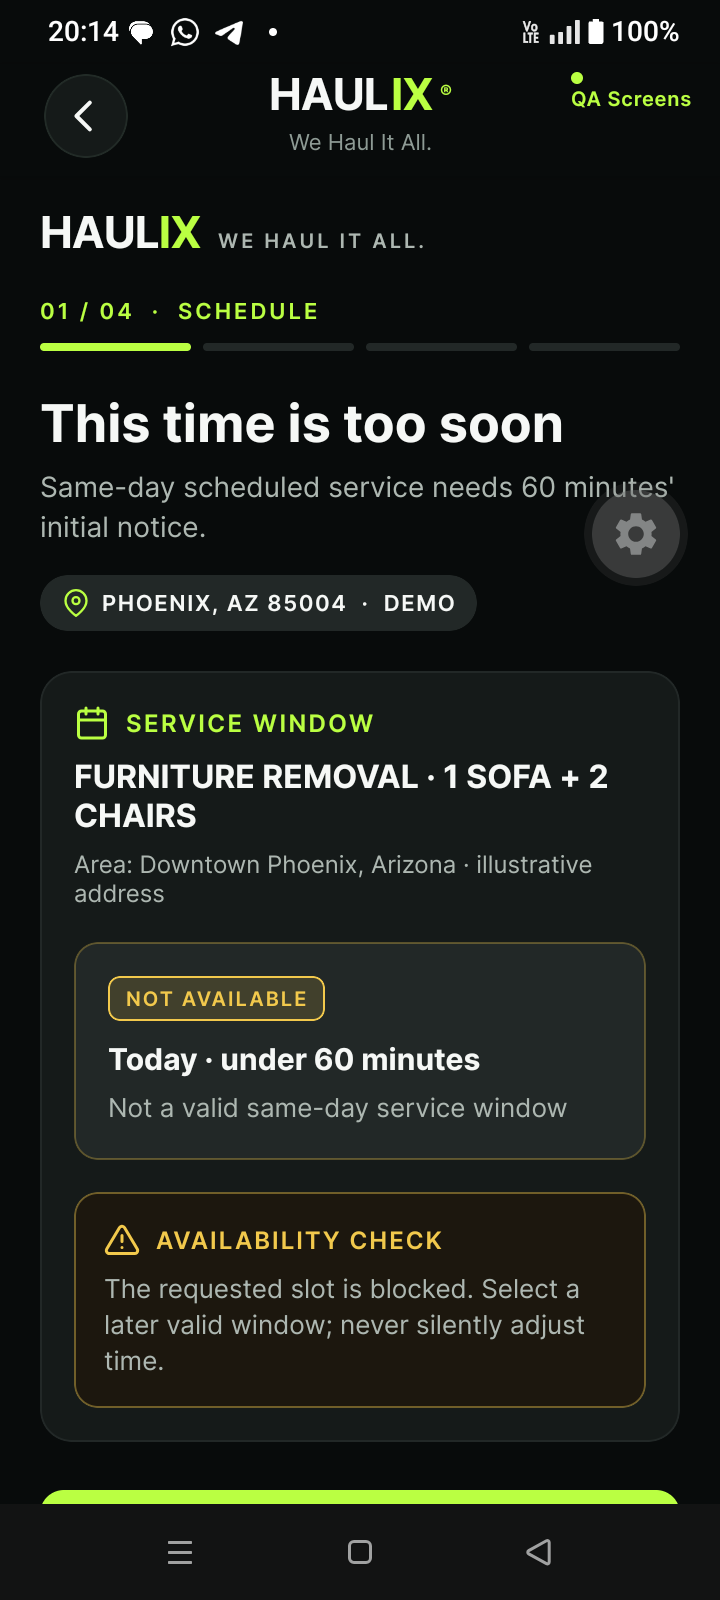 20:14 Vo LTE 100%
HAULIX ®
We Haul It All.
QA Screens
HAULIX WE HAUL IT ALL.
01 / 04 · SCHEDULE
This time is too soon
Same-day scheduled service needs 60 minutes'
initial notice.
PHOENIX, AZ 85004 · DEMO
SERVICE WINDOW
FURNITURE REMOVAL · 1 SOFA + 2
CHAIRS
Area: Downtown Phoenix, Arizona · illustrative
address
NOT AVAILABLE
Today · under 60 minutes
Not a valid same-day service window
AVAILABILITY CHECK
The requested slot is blocked. Select a
later valid window; never silently adjust
time.